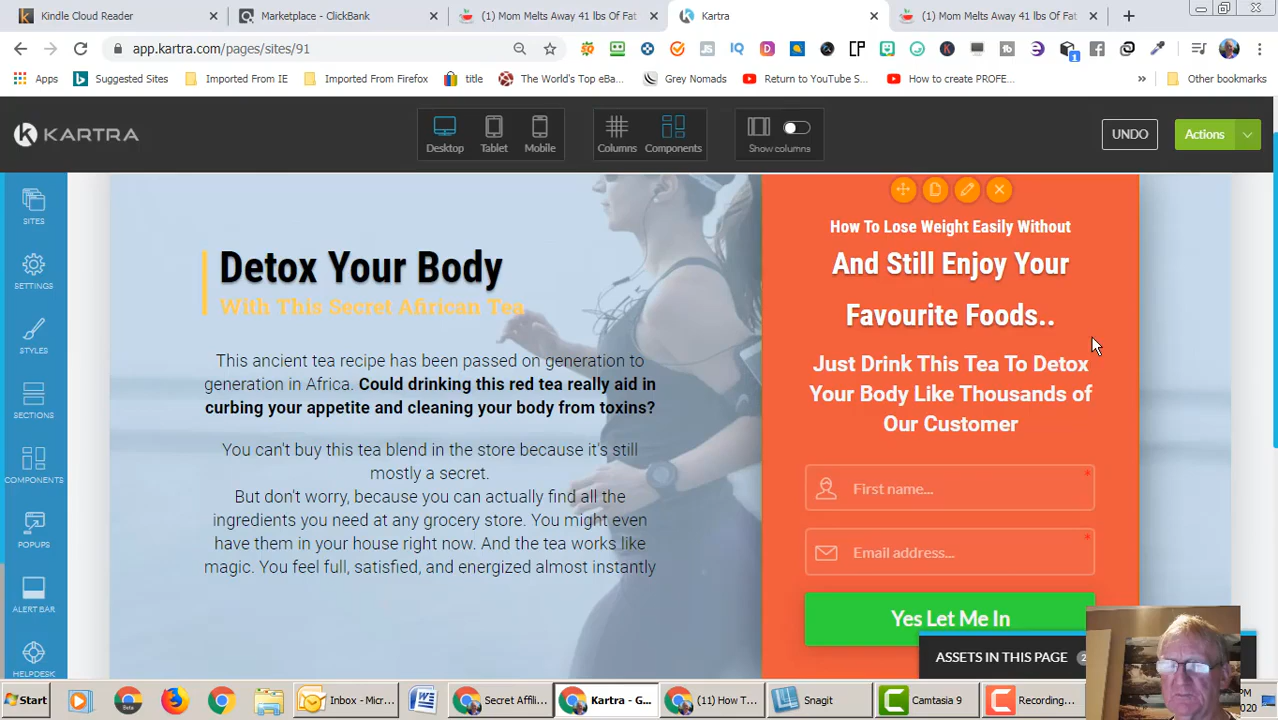 Kindle Cloud Reader
Marketplace - ClickBank
(1) Mom Melts Away 41 lbs Of Fat
Kartra
(1) Mom Melts Away 41 lbs Of Fat
app.kartra.com/pages/sites/91
Apps
Suggested Sites
Imported From IE
Imported From Firefox
title
The World's Top eBa...
Grey Nomads
Return to YouTube S...
How to create PROFE...
Other bookmarks
KARTRA
Desktop
Tablet
Mobile
Columns
Components
Show columns
UNDO
Actions
SITES
SETTINGS
STYLES
SECTIONS
COMPONENTS
POPUPS
ALERT BAR
HELPDESK
Detox Your Body
With This Secret African Tea
This ancient tea recipe has been passed on generation to
generation in Africa. Could drinking this red tea really aid in
curbing your appetite and cleaning your body from toxins?
You can't buy this tea blend in the store because it's still
mostly a secret.
But don't worry, because you can actually find all the
ingredients you need at any grocery store. You might even
have them in your house right now. And the tea works like
magic. You feel full, satisfied, and energized almost instantly
How To Lose Weight Easily Without
And Still Enjoy Your
Favourite Foods..
Just Drink This Tea To Detox
Your Body Like Thousands of
Our Customer
First name...
*
Email address...
*
Yes Let Me In
ASSETS IN THIS PAGE 2
Start
Inbox - Micr...
Secret Affili...
Kartra - G...
(11) How T...
Snagit
Camtasia 9
Recording...
PM
2020